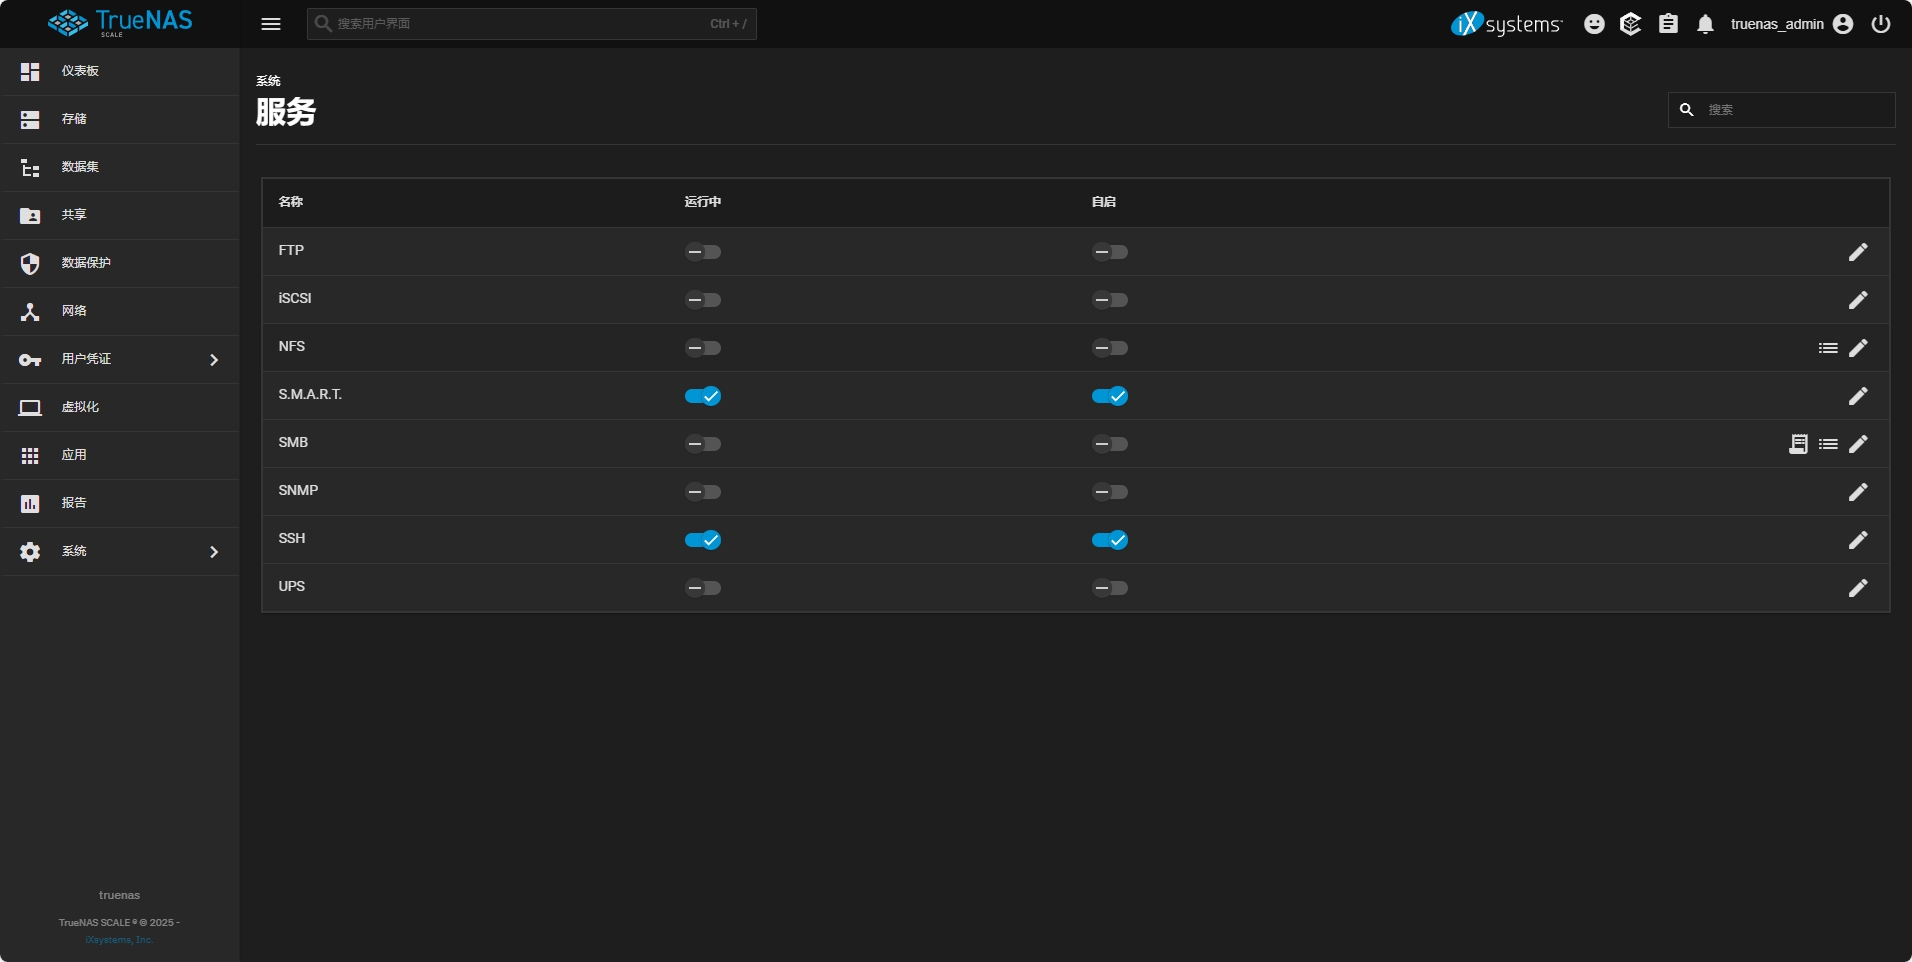 TrueNAS
SCALE
搜索用户界面
Ctrl + /
iXsystems
truenas_admin
仪表板
存储
数据集
共享
数据保护
网络
用户凭证
虚拟化
应用
报告
系统
系统
服务
搜索
名称 运行中 自启
FTP
iSCSI
NFS
S.M.A.R.T.
SMB
SNMP
SSH
UPS
truenas
TrueNAS SCALE ® © 2025 -
iXsystems, Inc.